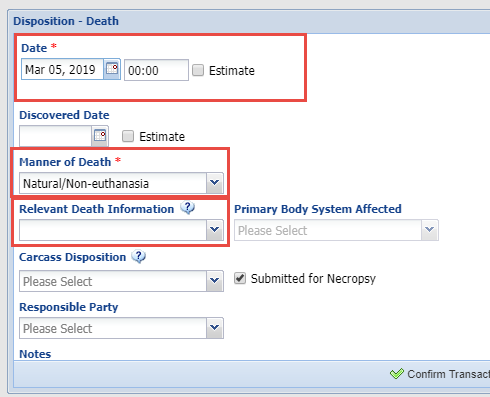 Disposition - Death
Date *
Mar 05, 2019 00:00 Estimate
Discovered Date
Estimate
Manner of Death *
Natural/Non-euthanasia
Relevant Death Information ? Primary Body System Affected
Please Select
Carcass Disposition ?
Please Select Submitted for Necropsy
Responsible Party
Please Select
Notes
Confirm Transact